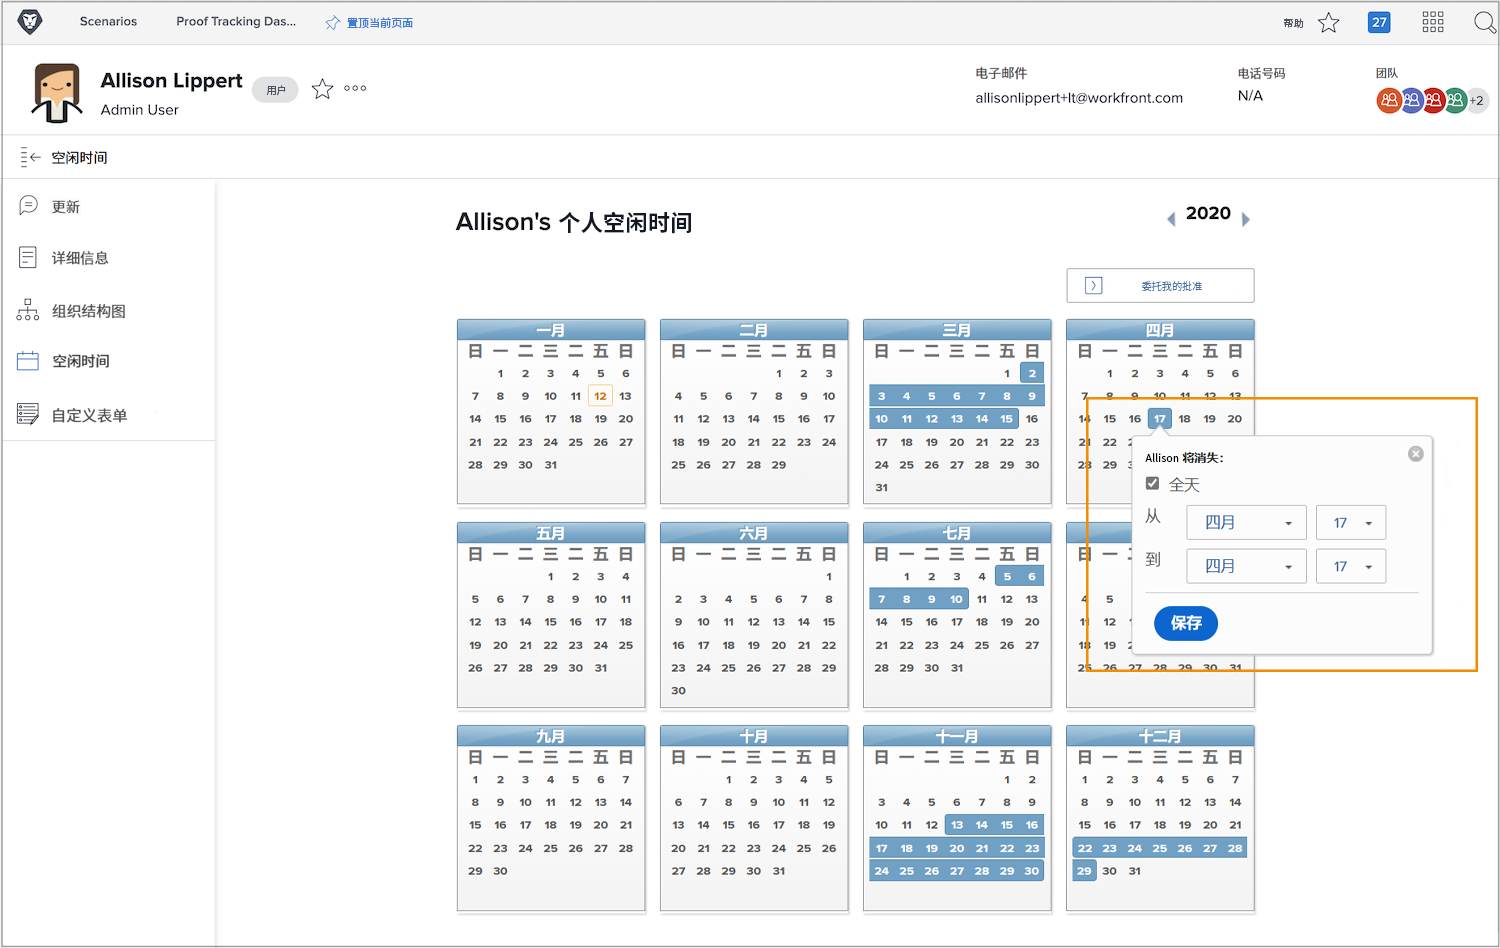 Scenarios Proof Tracking Das... 置顶当前页面 帮助 27
Allison Lippert 用户
Admin User
电子邮件 电话号码 团队
allisonlippert+lt@workfront.com N/A +2
空闲时间
更新
详细信息
组织结构图
空闲时间
自定义表单
Allison's 个人空闲时间 2020
委托我的批准
一月
日 一 二 三 二 五 日
1 2 3 4 5 6
7 8 9 10 11 12 13
14 15 16 17 18 19 20
21 22 23 24 25 26 27
28 29 30 31
二月
日 一 二 三 二 五 日
1 2 3
4 5 6 7 8 9 10
11 12 13 14 15 16 17
18 19 20 21 22 23 24
25 26 27 28 29
三月
日 一 二 三 二 五 日
1 2
3 4 5 6 7 8 9
10 11 12 13 14 15 16
17 18 19 20 21 22 23
24 25 26 27 28 29 30
31
四月
日 一 二 三 二 五 日
1 2 3 4 5 6
7 8 9 10 11 12 13
14 15 16 17 18 19 20
21 22
28 29
Allison 将消失:
全天
从 四月 17
到 四月 17
保存
五月
日 一 二 三 二 五 日
1 2 3 4
5 6 7 8 9 10 11
12 13 14 15 16 17 18
19 20 21 22 23 24 25
26 27 28 29 30 31
六月
日 一 二 三 二 五 日
1
2 3 4 5 6 7 8
9 10 11 12 13 14 15
16 17 18 19 20 21 22
23 24 25 26 27 28 29
30
七月
日 一 二 三 二 五 日
1 2 3 4 5 6
7 8 9 10 11 12 13
14 15 16 17 18 19 20
21 22 23 24 25 26 27
28 29 30 31
日 一
4 5
11 12
18 19
25 26 27 28 29 30 31
九月
日 一 二 三 二 五 日
1 2 3 4 5 6 7
8 9 10 11 12 13 14
15 16 17 18 19 20 21
22 23 24 25 26 27 28
29 30
十月
日 一 二 三 二 五 日
1 2 3 4 5
6 7 8 9 10 11 12
13 14 15 16 17 18 19
20 21 22 23 24 25 26
27 28 29 30 31
十一月
日 一 二 三 二 五 日
1 2
3 4 5 6 7 8 9
10 11 12 13 14 15 16
17 18 19 20 21 22 23
24 25 26 27 28 29 30
十二月
日 一 二 三 二 五 日
1 2 3 4 5 6 7
8 9 10 11 12 13 14
15 16 17 18 19 20 21
22 23 24 25 26 27 28
29 30 31